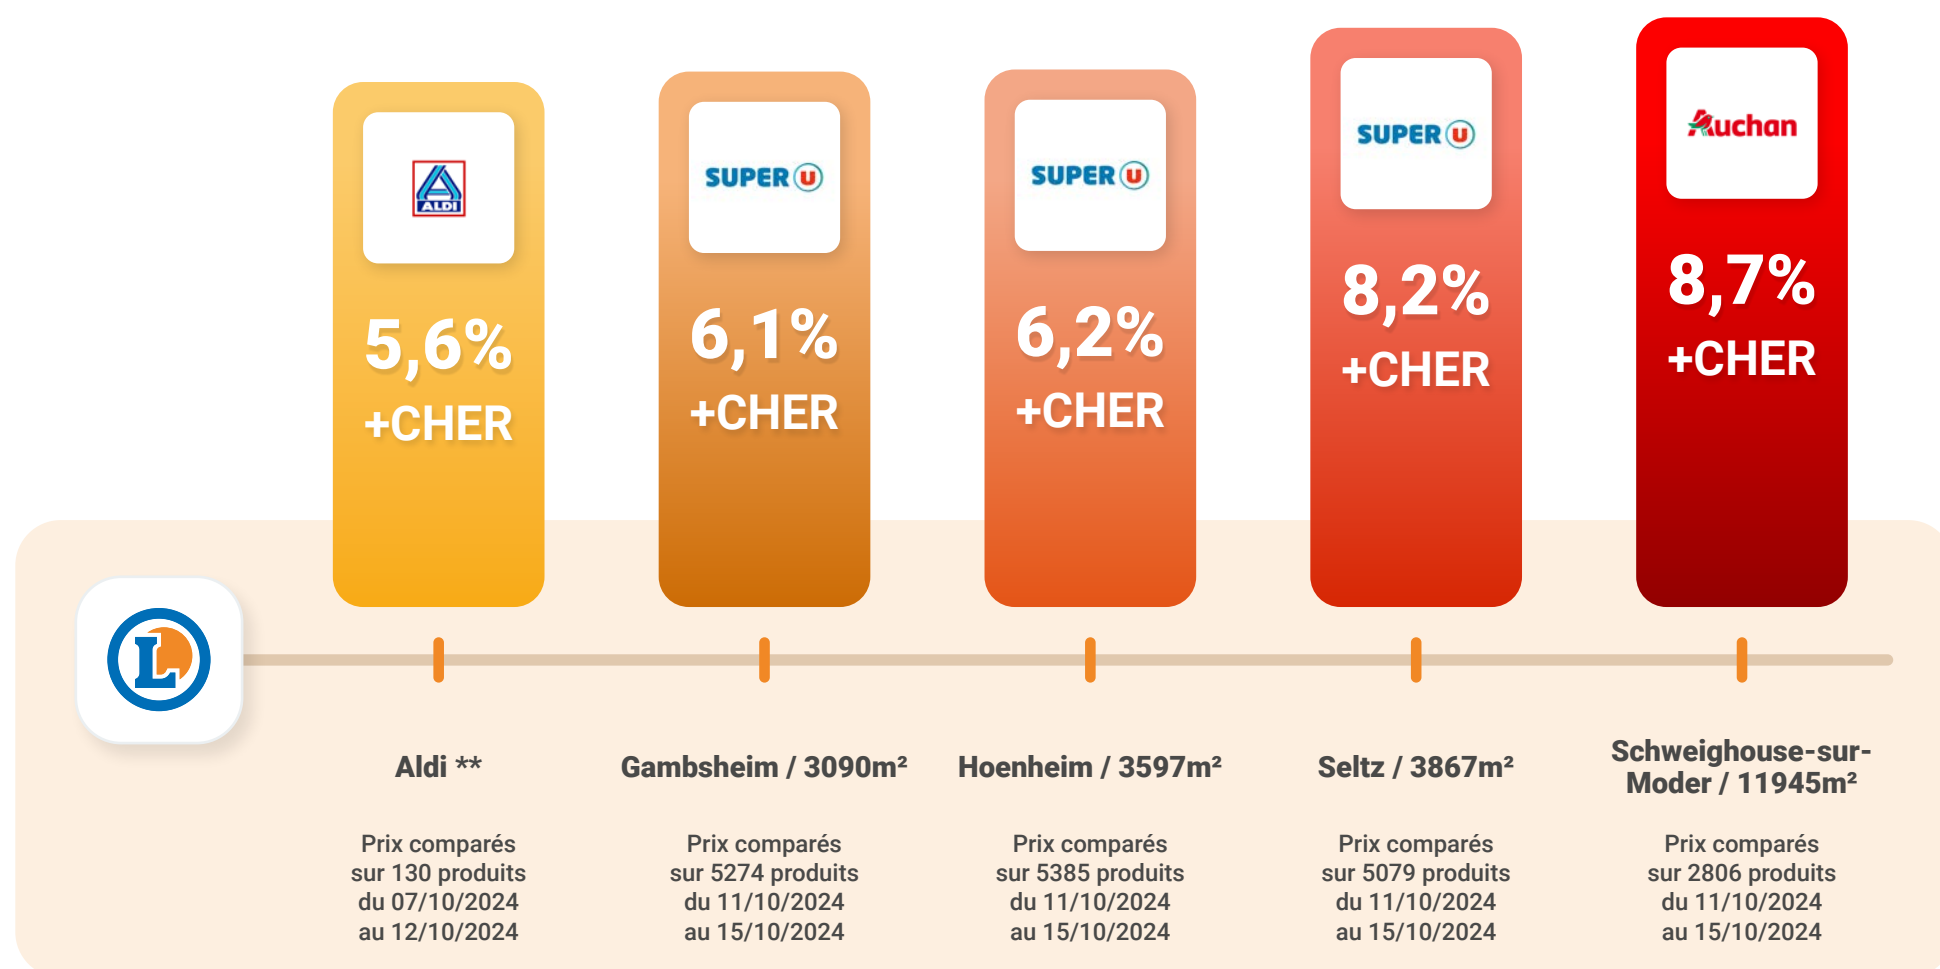 ALDI
5,6%
+CHER
SUPER U
6,1%
+CHER
SUPER U
6,2%
+CHER
SUPER U
8,2%
+CHER
Auchan
8,7%
+CHER
L
Aldi **
Prix comparés
sur 130 produits
du 07/10/2024
au 12/10/2024
Gambsheim / 3090m²
Prix comparés
sur 5274 produits
du 11/10/2024
au 15/10/2024
Hoenheim / 3597m²
Prix comparés
sur 5385 produits
du 11/10/2024
au 15/10/2024
Seltz / 3867m²
Prix comparés
sur 5079 produits
du 11/10/2024
au 15/10/2024
Schweighouse-sur-
Moder / 11945m²
Prix comparés
sur 2806 produits
du 11/10/2024
au 15/10/2024